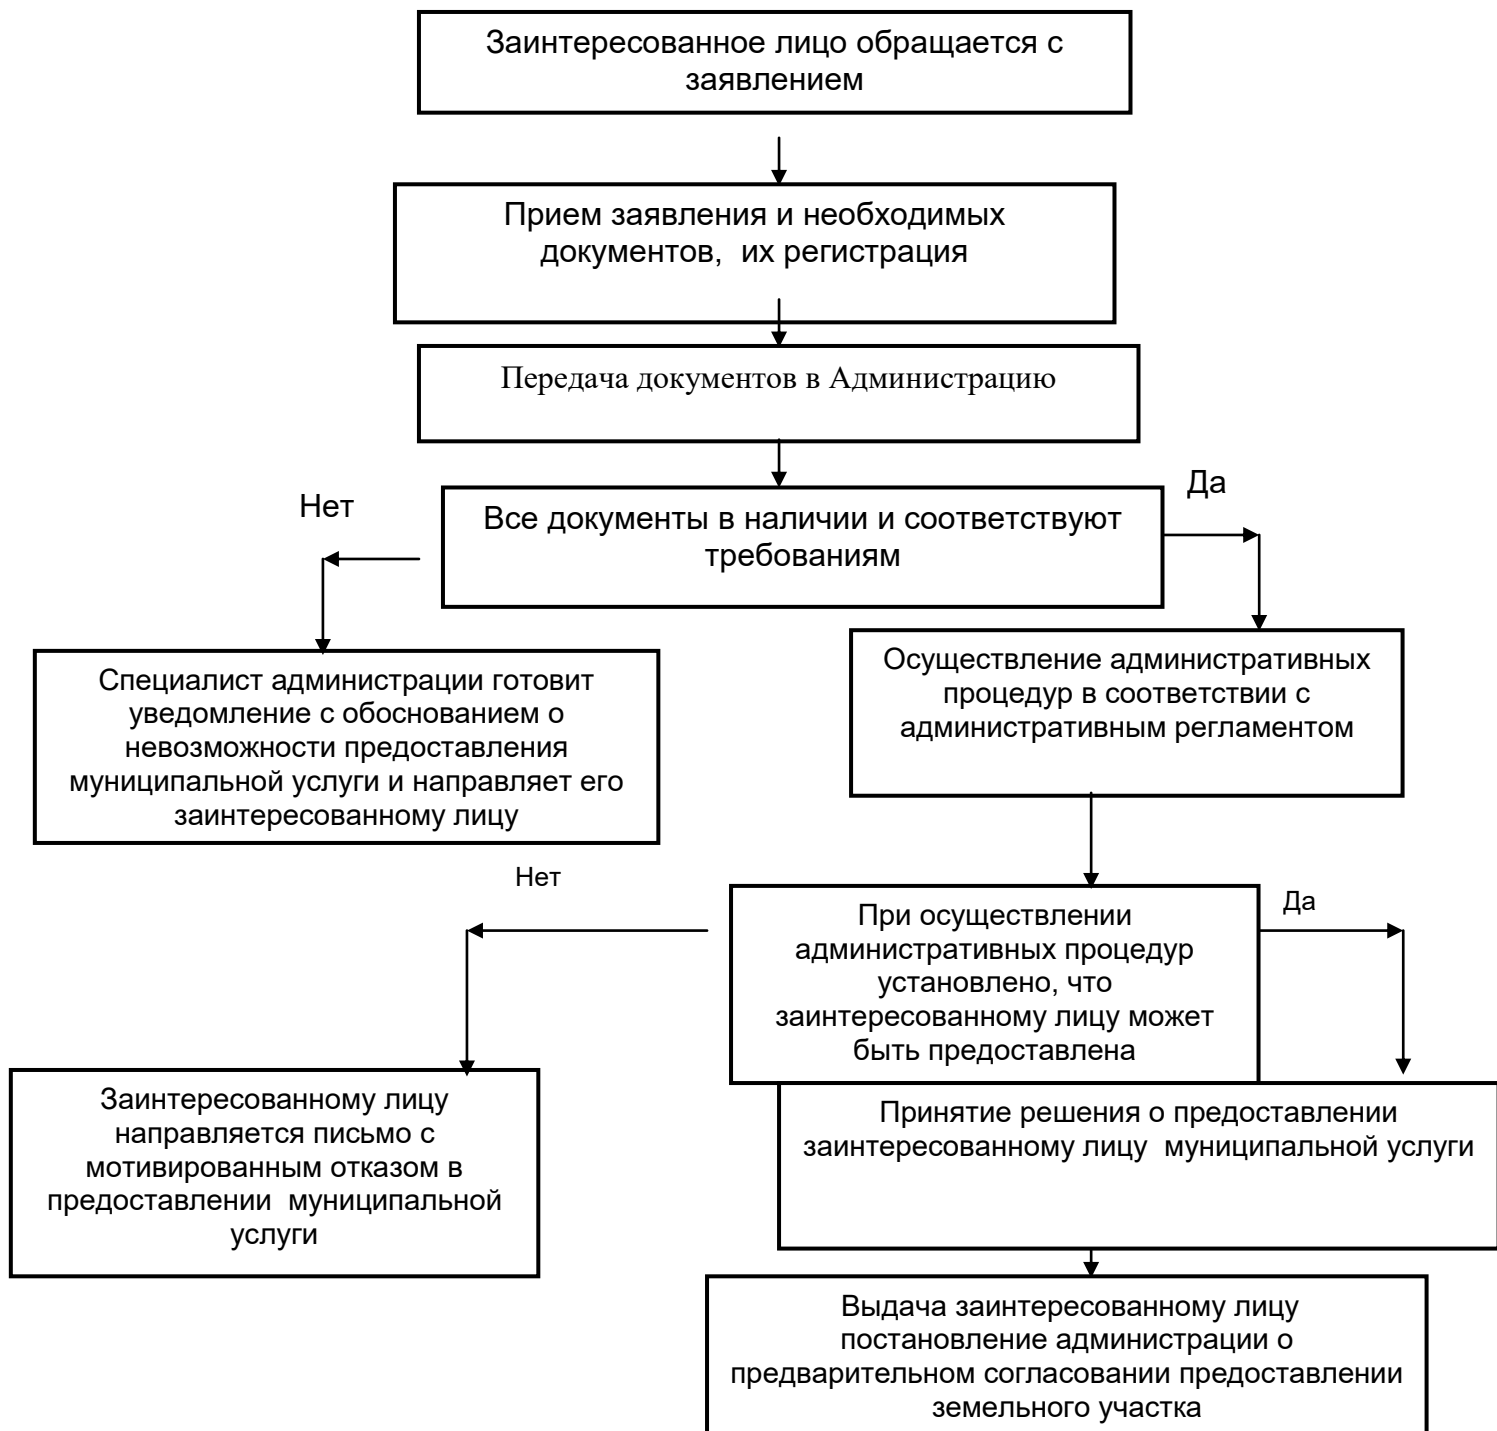 Заинтересованное лицо обращается с
заявлением
Прием заявления и необходимых
документов,  их регистрация
Передача документов в Администрацию
Нет
Да
Все документы в наличии и соответствуют
требованиям
Специалист администрации готовит
уведомление с обоснованием о
невозможности предоставления
муниципальной услуги и направляет его
заинтересованному лицу
Осуществление административных
процедур в соответствии с
административным регламентом
Нет
Да
При осуществлении
административных процедур
установлено, что
заинтересованному лицу может
быть предоставлена
Заинтересованному лицу
направляется письмо с
мотивированным отказом в
предоставлении  муниципальной
услуги
Принятие решения о предоставлении
заинтересованному лицу  муниципальной услуги
Выдача заинтересованному лицу
постановление администрации о
предварительном согласовании предоставлении
земельного участка